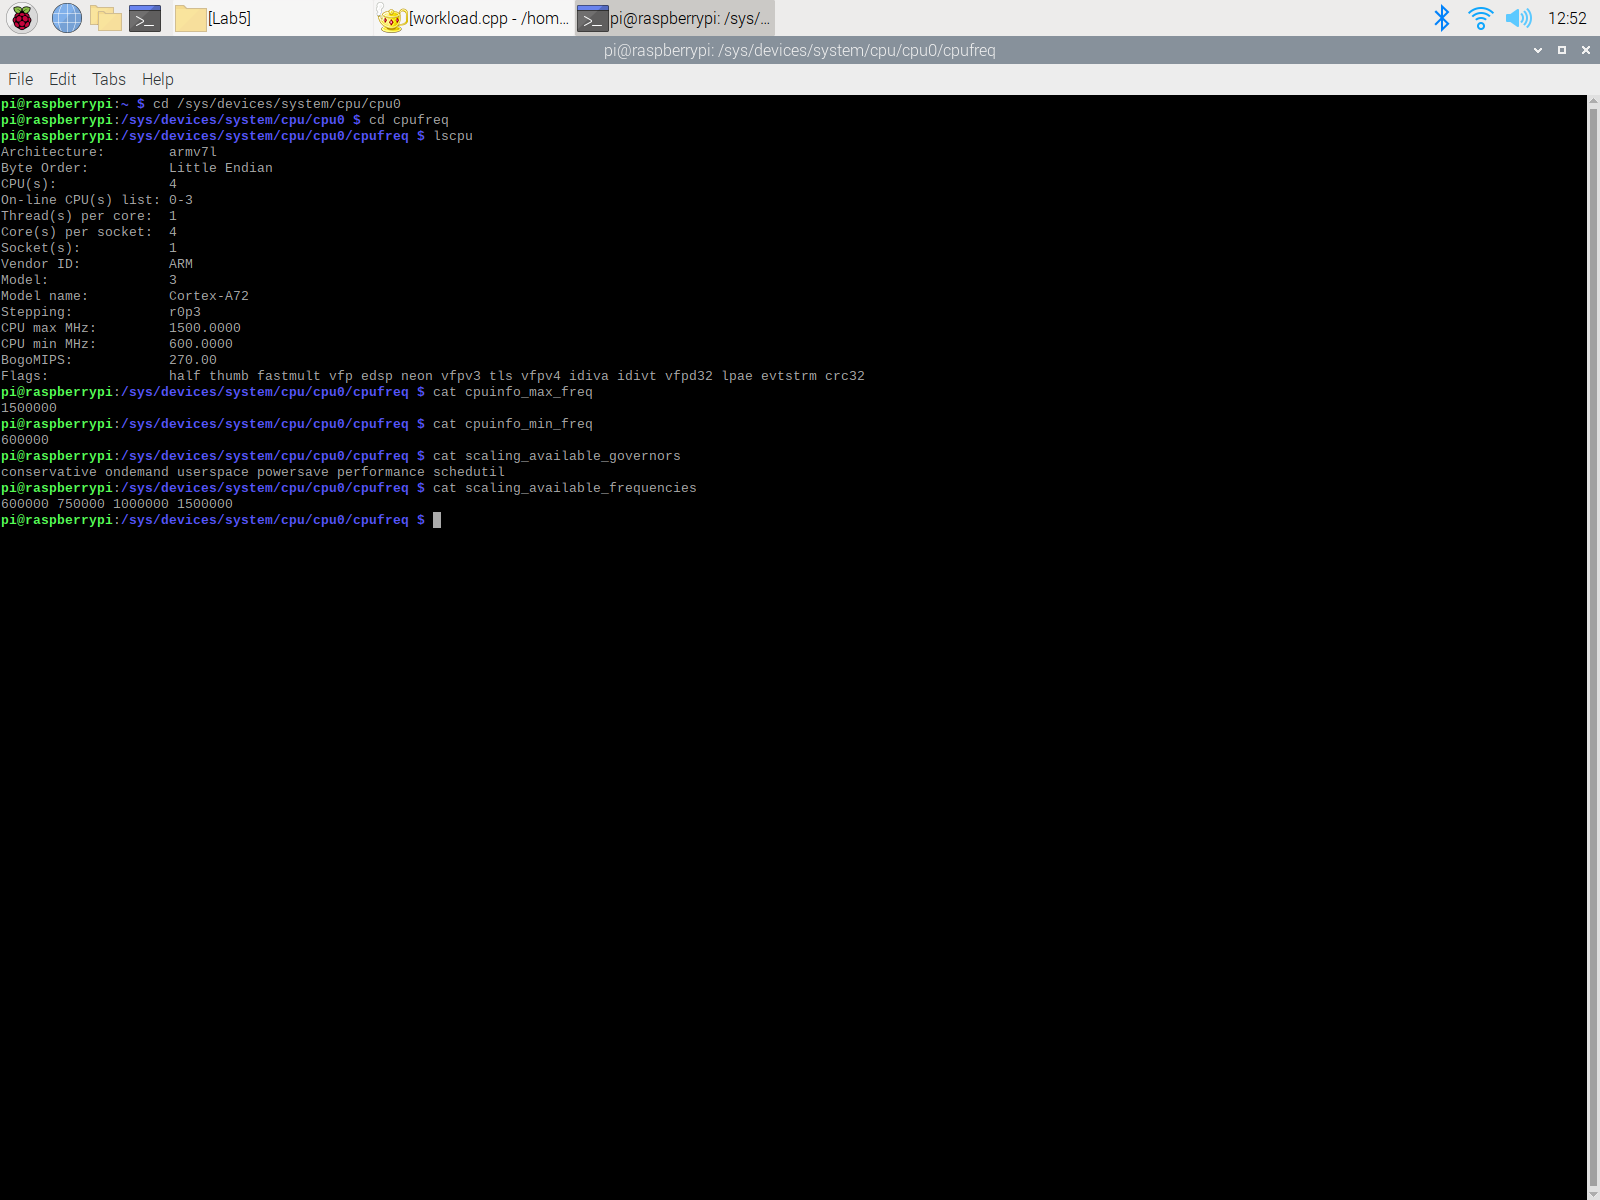 [Lab5]
[workload.cpp - /hom...
pi@raspberrypi: /sys/...
12:52
pi@raspberrypi: /sys/devices/system/cpu/cpu0/cpufreq
File Edit Tabs Help
pi@raspberrypi:~ $ cd /sys/devices/system/cpu/cpu0
pi@raspberrypi:/sys/devices/system/cpu/cpu0 $ cd cpufreq
pi@raspberrypi:/sys/devices/system/cpu/cpu0/cpufreq $ lscpu
Architecture:        armv7l
Byte Order:          Little Endian
CPU(s):              4
On-line CPU(s) list: 0-3
Thread(s) per core:  1
Core(s) per socket:  4
Socket(s):           1
Vendor ID:           ARM
Model:               3
Model name:          Cortex-A72
Stepping:            r0p3
CPU max MHz:         1500.0000
CPU min MHz:         600.0000
BogoMIPS:            270.00
Flags:               half thumb fastmult vfp edsp neon vfpv3 tls vfpv4 idiva idivt vfpd32 lpae evtstrm crc32
pi@raspberrypi:/sys/devices/system/cpu/cpu0/cpufreq $ cat cpuinfo_max_freq
1500000
pi@raspberrypi:/sys/devices/system/cpu/cpu0/cpufreq $ cat cpuinfo_min_freq
600000
pi@raspberrypi:/sys/devices/system/cpu/cpu0/cpufreq $ cat scaling_available_governors
conservative ondemand userspace powersave performance schedutil
pi@raspberrypi:/sys/devices/system/cpu/cpu0/cpufreq $ cat scaling_available_frequencies
600000 750000 1000000 1500000
pi@raspberrypi:/sys/devices/system/cpu/cpu0/cpufreq $